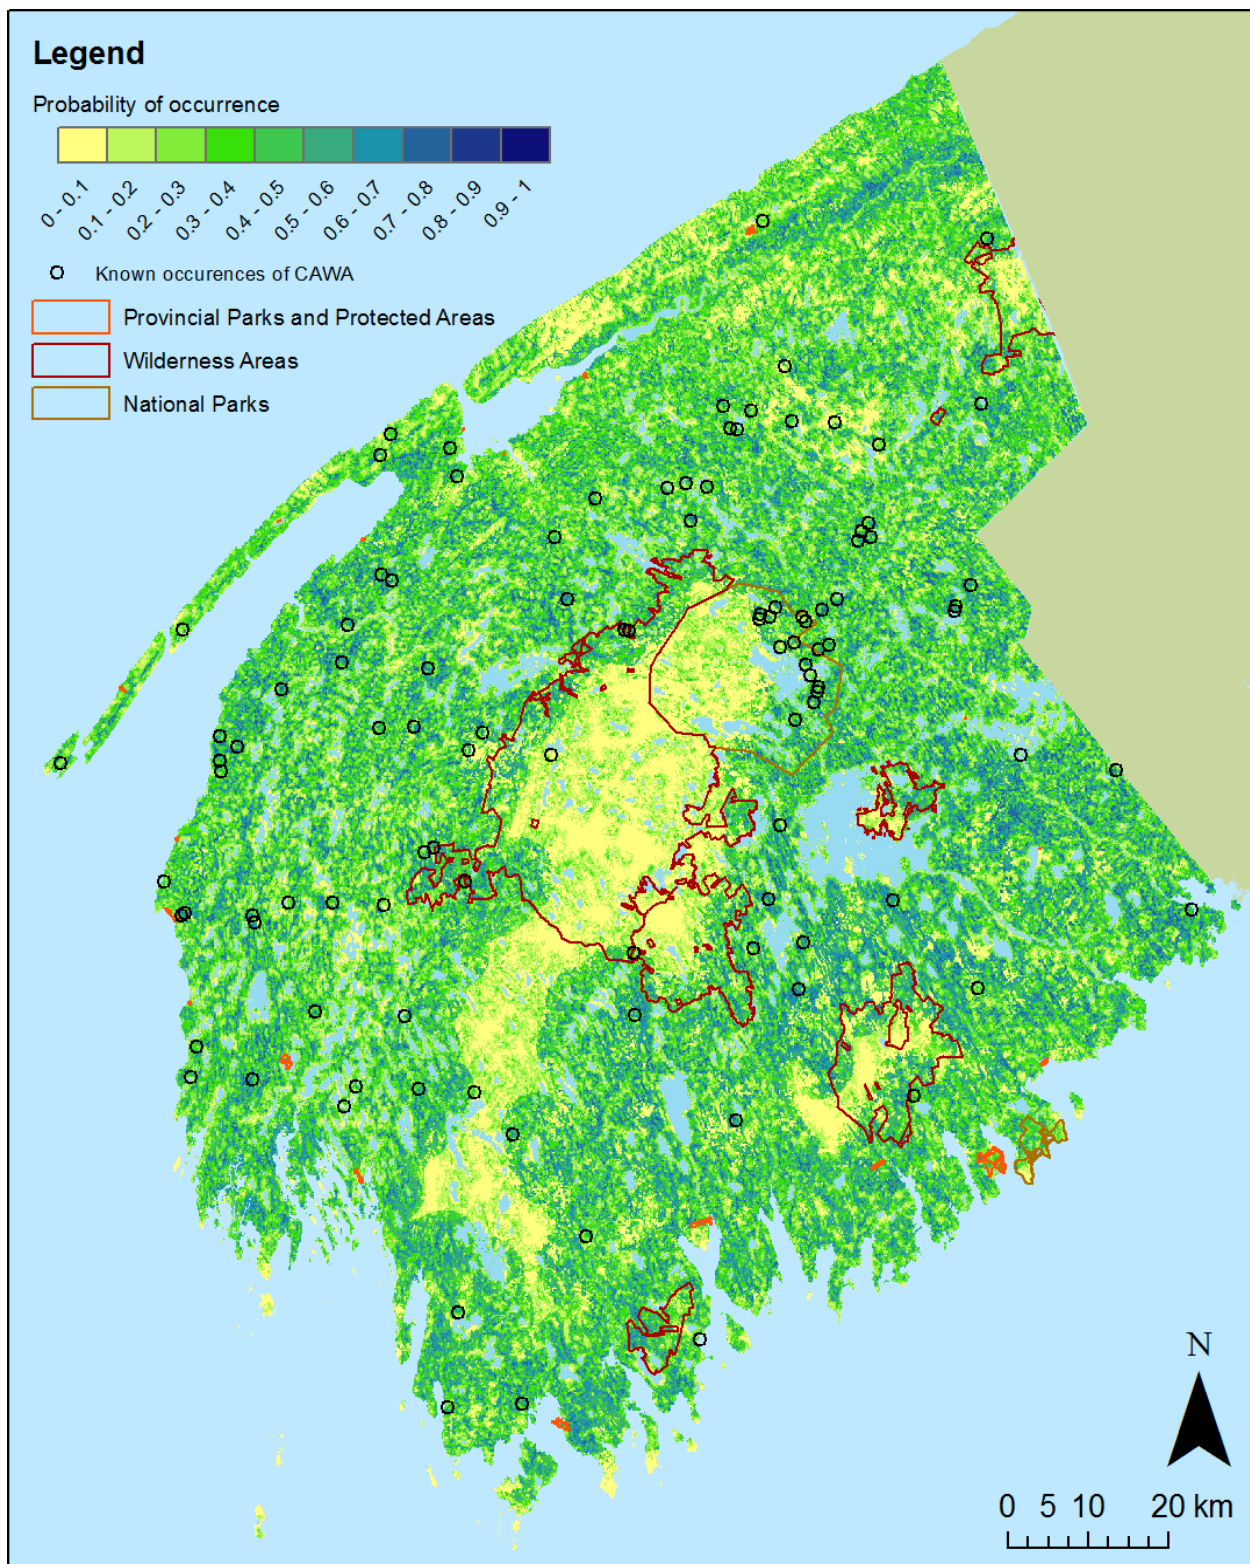 Legend
Probability of occurrence
0 - 0.1
0.1 - 0.2
0.2 - 0.3
0.3 - 0.4
0.4 - 0.5
0.5 - 0.6
0.6 - 0.7
0.7 - 0.8
0.8 - 0.9
0.9 - 1
Known occurences of CAWA
Provincial Parks and Protected Areas
Wilderness Areas
National Parks
N
0 5 10 20 km